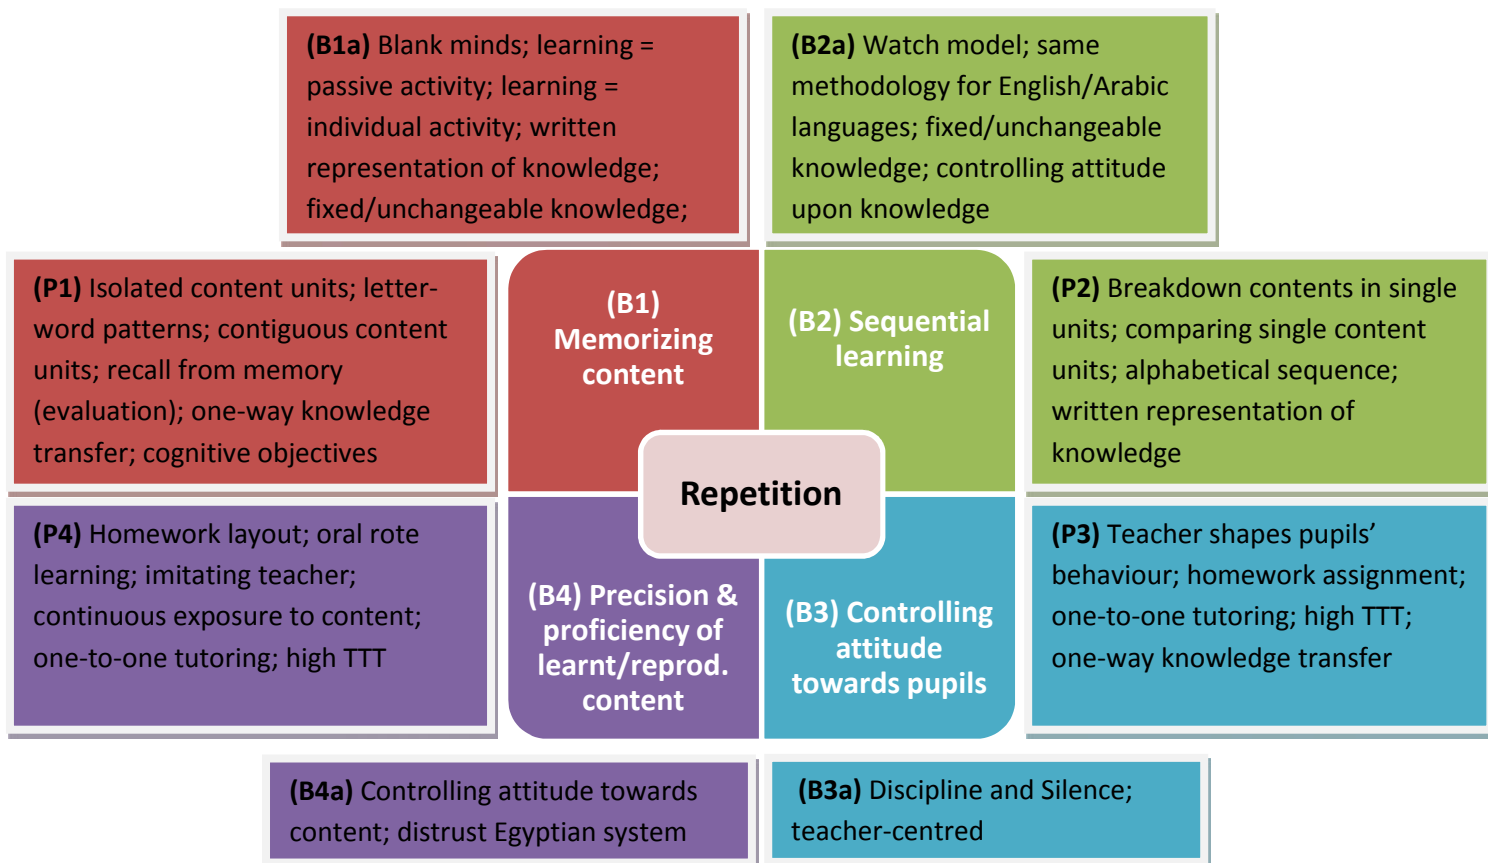 (B1a) Blank minds; learning =
passive activity; learning =
individual activity; written
representation of knowledge;
fixed/unchangeable knowledge;
(B2a) Watch model; same
methodology for English/Arabic
languages; fixed/unchangeable
knowledge; controlling attitude
upon knowledge
(P1) Isolated content units; letter-
word patterns; contiguous content
units; recall from memory
(evaluation); one-way knowledge
transfer; cognitive objectives
(B1)
Memorizing
content
(B2) Sequential
learning
(P2) Breakdown contents in single
units; comparing single content
units; alphabetical sequence;
written representation of
knowledge
Repetition
(P4) Homework layout; oral rote
learning; imitating teacher;
continuous exposure to content;
one-to-one tutoring; high TTT
(B4) Precision &
proficiency of
learnt/reprod.
content
(B3) Controlling
attitude
towards pupils
(P3) Teacher shapes pupils’
behaviour; homework assignment;
one-to-one tutoring; high TTT;
one-way knowledge transfer
(B4a) Controlling attitude towards
content; distrust Egyptian system
(B3a) Discipline and Silence;
teacher-centred